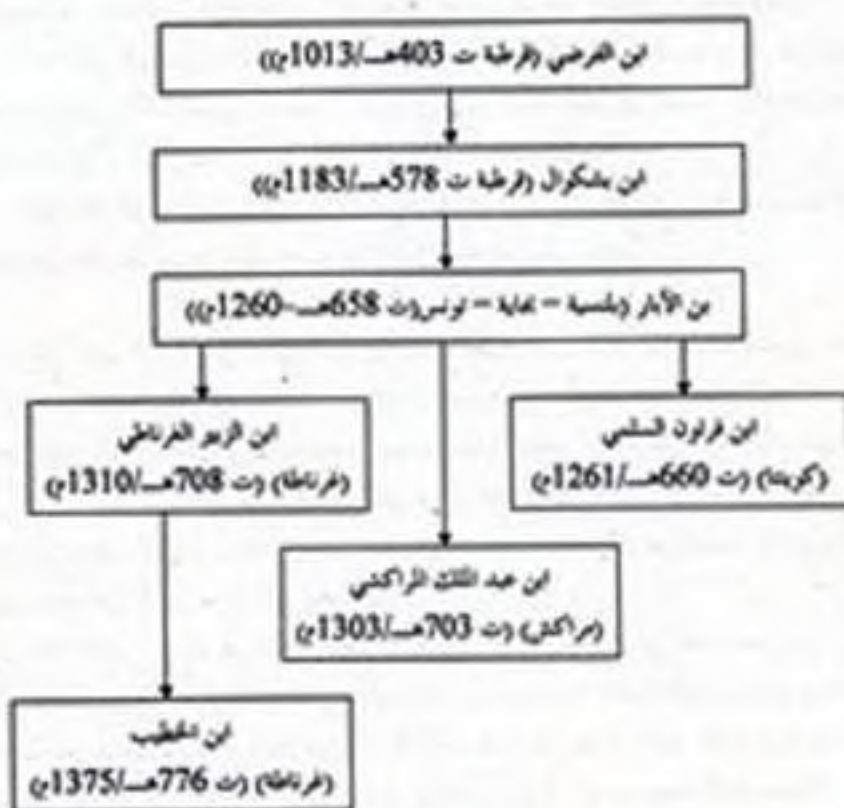 ابن الفرضي (قرطبة ت 403هـ/1013م))
ابن بشكوال (قرطبة ت 578هـ/1183م))
بن الأبار (بلنسية – بجاية – تونس(ت 658هـ-1260م))
ابن فرتون السلمي
(ت 660هـ/1261م)
ابن الزبير الغرناطي
(غرناطة) (ت 708هـ/1310م)
ابن عبد الملك المراكشي
(مراكش) (ت 703هـ/1303م)
ابن الخطيب
(غرناطة) (ت 776هـ/1375م)